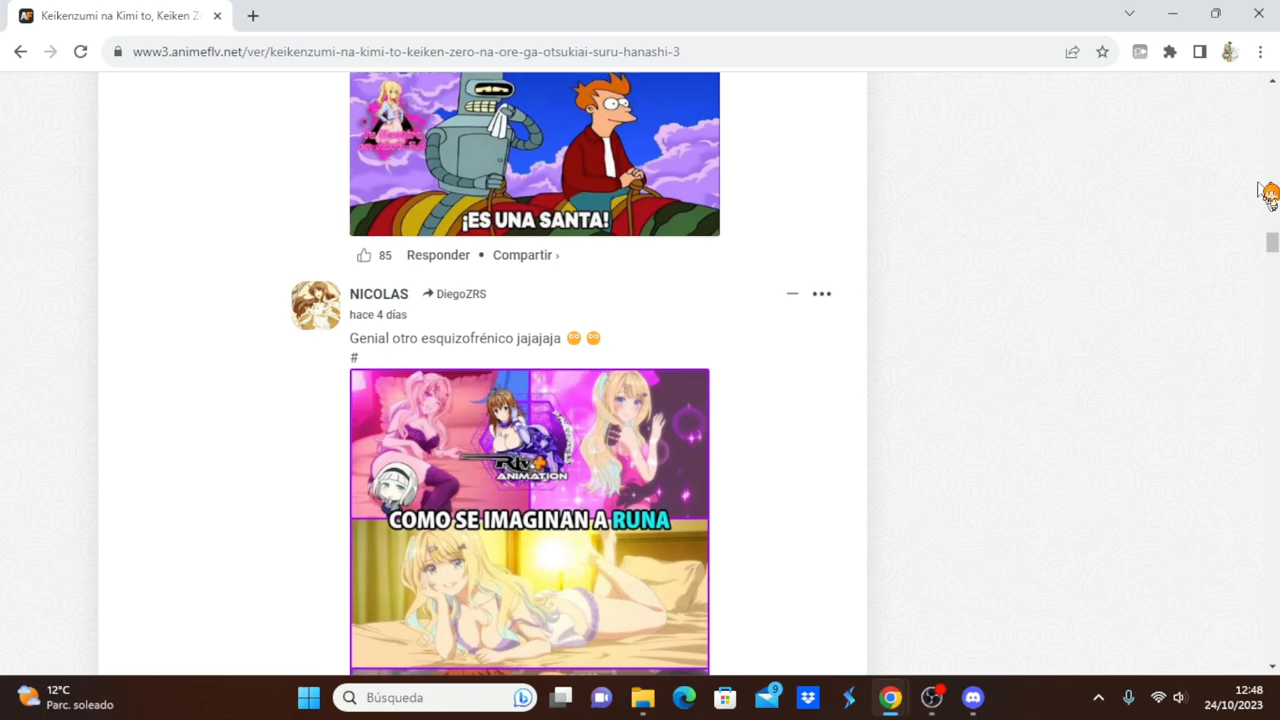 Keikenzumi na Kimi to, Keiken Z
www3.animeflv.net/ver/keikenzumi-na-kimi-to-keiken-zero-na-ore-ga-otsukiai-suru-hanashi-3
¡ES UNA SANTA!
85 Responder • Compartir ›
NICOLAS DiegoZRS
hace 4 días
Genial otro esquizofrénico jajajaja
#
ANIMATION
COMO SE IMAGINAN A RUNA
12°C
Parc. soleado
Búsqueda
9
12:48
24/10/2023